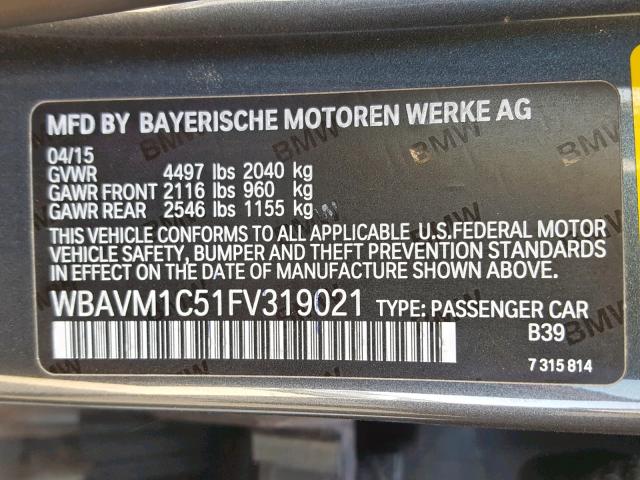 MFD BY BAYERISCHE MOTOREN WERKE AG
04/15
GVWR 4497 lbs 2040 kg
GAWR FRONT 2116 lbs 960 kg
GAWR REAR 2546 lbs 1155 kg
THIS VEHICLE CONFORMS TO ALL APPLICABLE U.S.FEDERAL MOTOR
VEHICLE SAFETY, BUMPER AND THEFT PREVENTION STANDARDS
IN EFFECT ON THE DATE OF MANUFACTURE SHOWN ABOVE.
WBAVM1C51FV319021 TYPE: PASSENGER CAR
B39
7 315 814